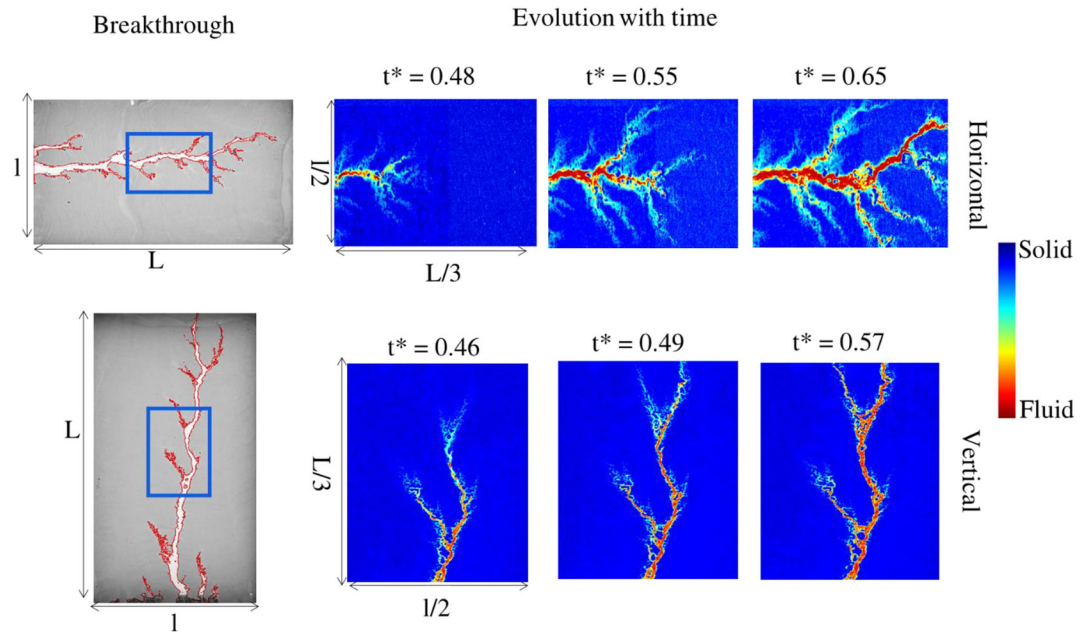 Breakthrough
Evolution with time
t* = 0.48
t* = 0.55
t* = 0.65
l
L
l/2
L/3
Horizontal
Solid
Fluid
t* = 0.46
t* = 0.49
t* = 0.57
L
l
L/3
l/2
Vertical